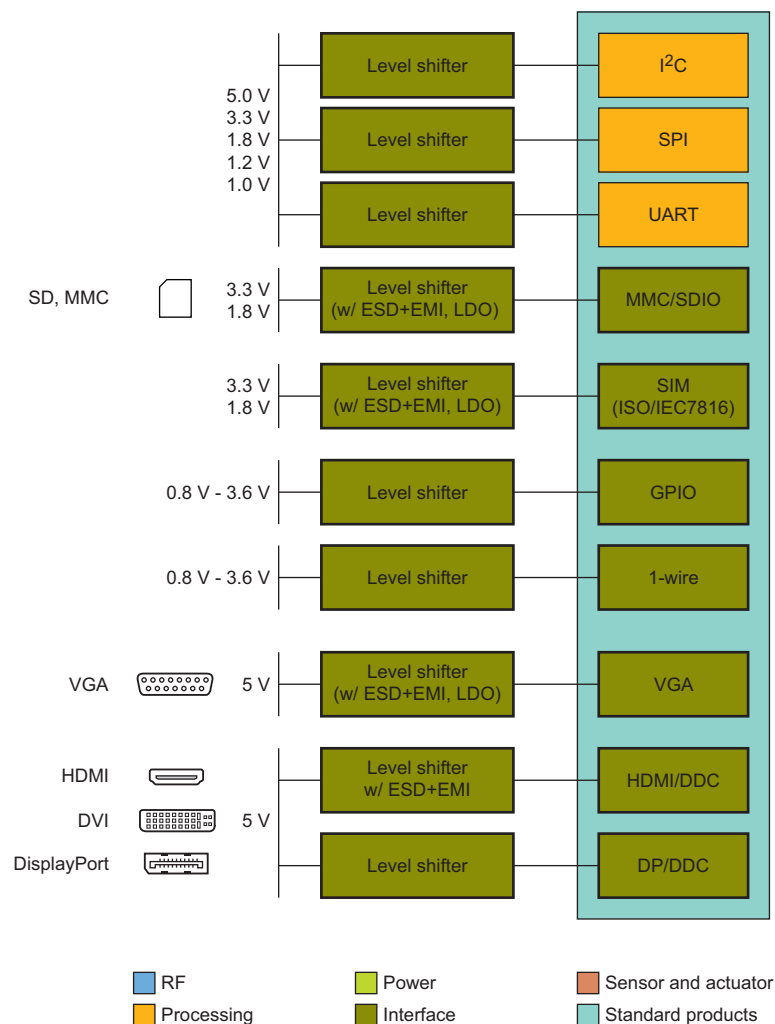 Level shifter
I²C
5.0 V
3.3 V
1.8 V
1.2 V
1.0 V
Level shifter
SPI
Level shifter
UART
SD, MMC
3.3 V
1.8 V
Level shifter
(w/ ESD+EMI, LDO)
MMC/SDIO
3.3 V
1.8 V
Level shifter
(w/ ESD+EMI, LDO)
SIM
(ISO/IEC7816)
0.8 V - 3.6 V
Level shifter
GPIO
0.8 V - 3.6 V
Level shifter
1-wire
VGA
5 V
Level shifter
(w/ ESD+EMI, LDO)
VGA
HDMI
DVI
DisplayPort
5 V
Level shifter
w/ ESD+EMI
HDMI/DDC
Level shifter
DP/DDC
RF
Power
Sensor and actuator
Processing
Interface
Standard products